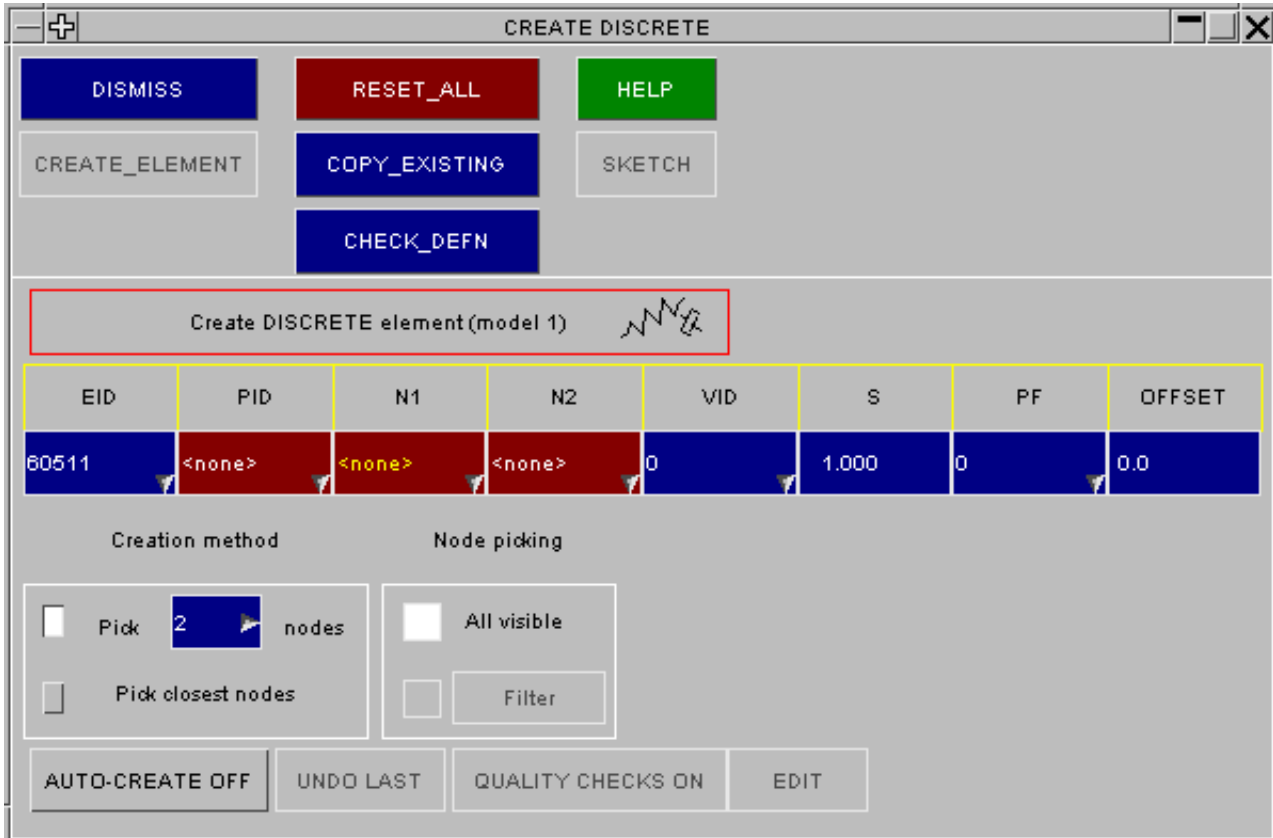 CREATE DISCRETE
DISMISS RESET_ALL HELP
CREATE_ELEMENT COPY_EXISTING SKETCH
CHECK_DEFN
Create DISCRETE element (model 1)
EID PID N1 N2 VID S PF OFFSET
60511 <none> <none> <none> 0 1.000 0 0.0
Creation method Node picking
Pick 2 nodes All visible
Pick closest nodes Filter
AUTO-CREATE OFF UNDO LAST QUALITY CHECKS ON EDIT